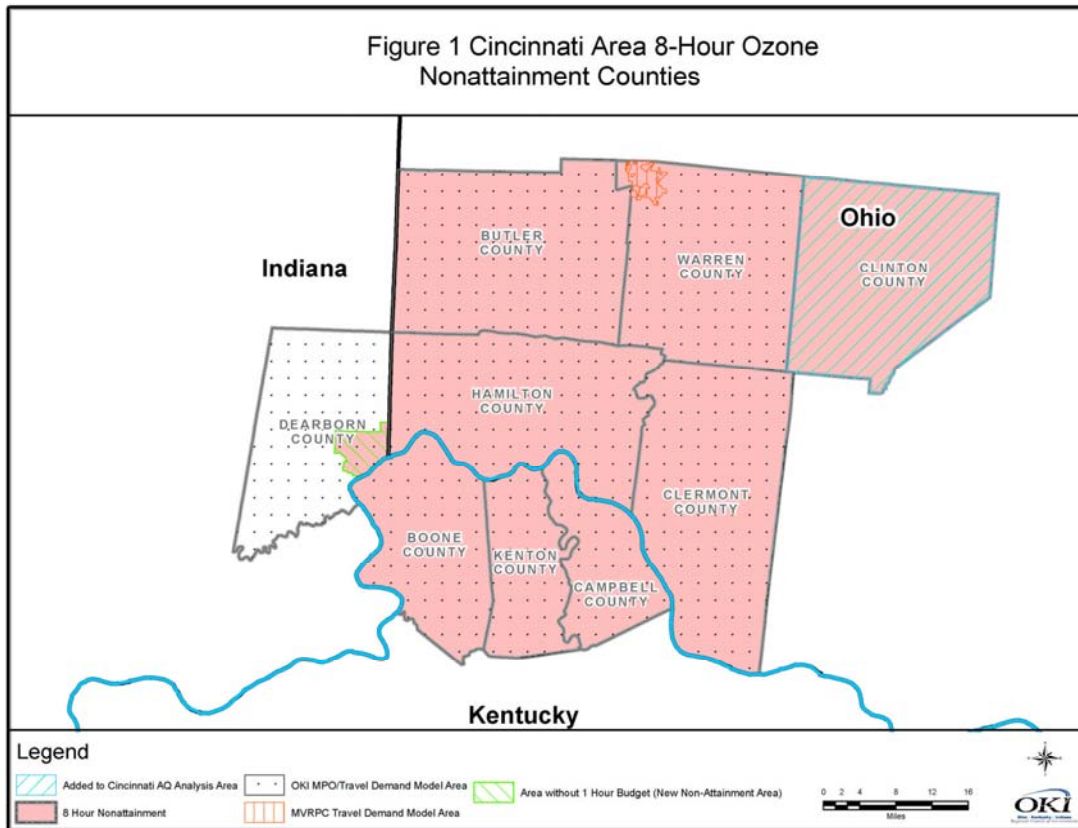 Figure 1 Cincinnati Area 8-Hour Ozone
Nonattainment Counties
Indiana
Ohio
BUTLER
COUNTY
WARREN
COUNTY
CLINTON
COUNTY
HAMILTON
COUNTY
DEARBORN
COUNTY
CLERMONT
COUNTY
BOONE
COUNTY
KENTON
COUNTY
CAMPBELL
COUNTY
Kentucky
Legend
Added to Cincinnati AQ Analysis Area
8 Hour Nonattainment
OKI MPO/Travel Demand Model Area
MVRPC Travel Demand Model Area
Area without 1 Hour Budget (New Non-Attainment Area)
0 2 4 8 12 16
Miles
OKI
Ohio - Kentucky - Indiana